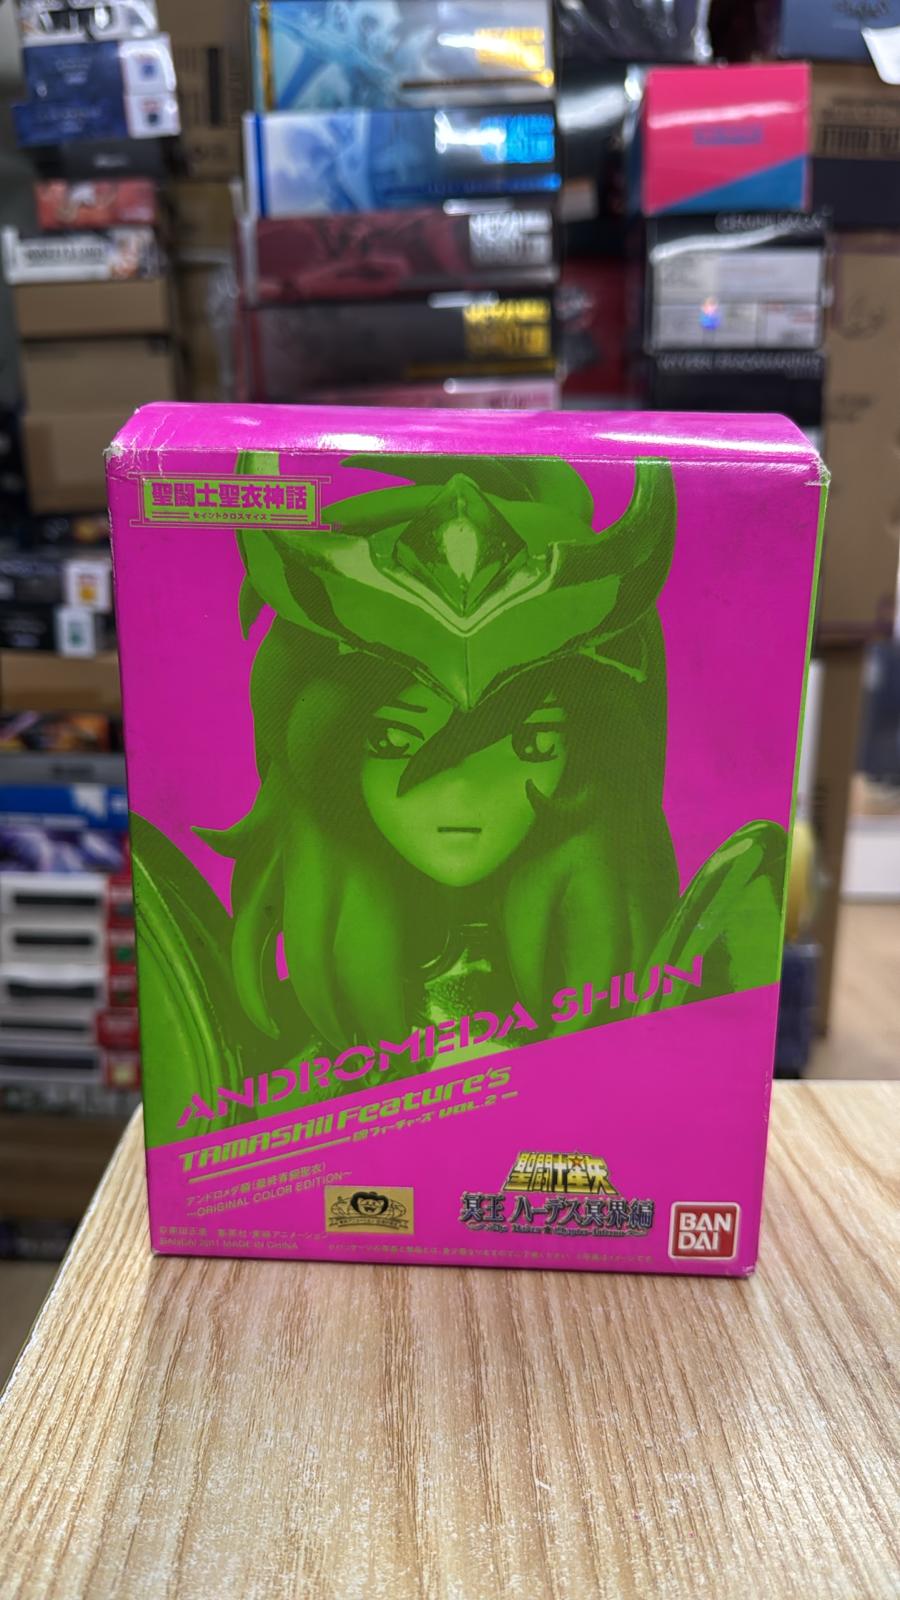 聖闘士聖衣神話
セイントクロスマイス
ANDROMEDA SHUN
TAMASHII Feature's
魂フィーチャーズ VOL.2
アンドロメダ瞬(最終青銅聖衣)
~ORIGINAL COLOR EDITION~
BANDAI 2011 MADE IN CHINA
聖闘士星矢
冥王 ハーデス冥界編
BAN
DAI